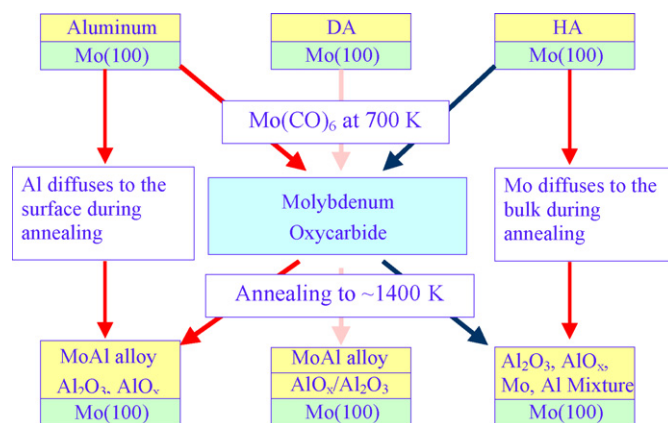 Aluminum
Mo(100)
DA
Mo(100)
HA
Mo(100)
Mo(CO)₆ at 700 K
Al diffuses to the
surface during
annealing
Molybdenum
Oxycarbide
Mo diffuses to the
bulk during
annealing
Annealing to ~1400 K
MoAl alloy
Al₂O₃, AlOₓ
Mo(100)
MoAl alloy
AlOₓ/Al₂O₃
Mo(100)
Al₂O₃, AlOₓ,
Mo, Al Mixture
Mo(100)